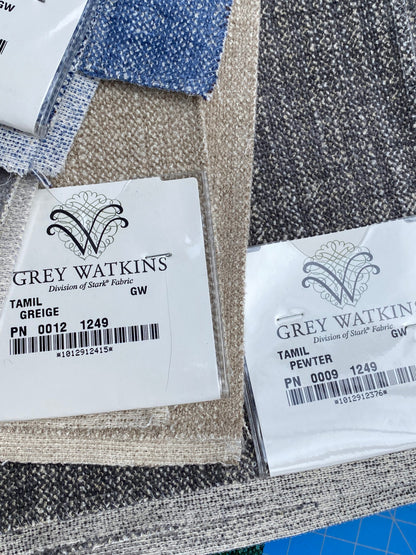 GW
GREY WATKINS
Division of Stark® Fabric
TAMIL GW
GREIGE
PN 0012 1249
*1012912415*
GREY WATKINS
Division of Stark® Fabric
TAMIL GW
PEWTER
PN 0009 1249
*1012912376*